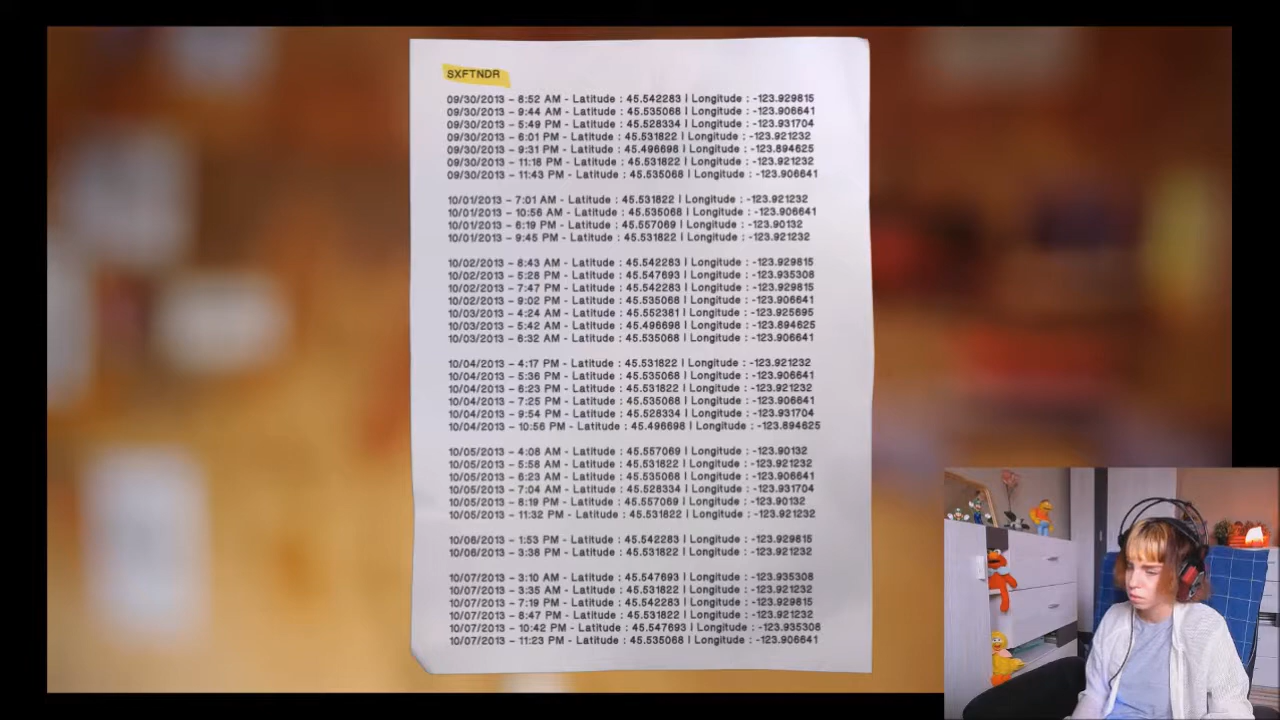 SXFTNDR
09/30/2013 – 8:52 AM - Latitude : 45.542283 | Longitude : -123.929815
09/30/2013 – 9:44 AM - Latitude : 45.535068 | Longitude : -123.906641
09/30/2013 – 5:49 PM - Latitude : 45.528334 | Longitude : -123.931704
09/30/2013 – 6:01 PM - Latitude : 45.531822 | Longitude : -123.921232
09/30/2013 – 9:31 PM - Latitude : 45.496698 | Longitude : -123.894625
09/30/2013 – 11:18 PM - Latitude : 45.531822 | Longitude : -123.921232
09/30/2013 – 11:43 PM - Latitude : 45.535068 | Longitude : -123.906641
10/01/2013 – 7:01 AM - Latitude : 45.531822 | Longitude : -123.921232
10/01/2013 – 10:56 AM - Latitude : 45.535068 | Longitude : -123.906641
10/01/2013 – 6:19 PM - Latitude : 45.557069 | Longitude : -123.90132
10/01/2013 – 9:45 PM - Latitude : 45.531822 | Longitude : -123.921232
10/02/2013 – 8:43 AM - Latitude : 45.542283 | Longitude : -123.929815
10/02/2013 – 5:28 PM - Latitude : 45.547693 | Longitude : -123.935308
10/02/2013 – 7:47 PM - Latitude : 45.542283 | Longitude : -123.929815
10/02/2013 – 9:02 PM - Latitude : 45.535068 | Longitude : -123.906641
10/03/2013 – 4:24 AM - Latitude : 45.552381 | Longitude : -123.925695
10/03/2013 – 5:42 AM - Latitude : 45.496698 | Longitude : -123.894625
10/03/2013 – 6:32 AM - Latitude : 45.535068 | Longitude : -123.906641
10/04/2013 – 4:17 PM - Latitude : 45.531822 | Longitude : -123.921232
10/04/2013 – 5:36 PM - Latitude : 45.535068 | Longitude : -123.906641
10/04/2013 – 6:23 PM - Latitude : 45.531822 | Longitude : -123.921232
10/04/2013 – 7:25 PM - Latitude : 45.535068 | Longitude : -123.906641
10/04/2013 – 9:54 PM - Latitude : 45.528334 | Longitude : -123.931704
10/04/2013 – 10:56 PM - Latitude : 45.496698 | Longitude : -123.894625
10/05/2013 – 4:08 AM - Latitude : 45.557069 | Longitude : -123.90132
10/05/2013 – 5:58 AM - Latitude : 45.531822 | Longitude : -123.921232
10/05/2013 – 6:23 AM - Latitude : 45.535068 | Longitude : -123.906641
10/05/2013 – 7:04 AM - Latitude : 45.528334 | Longitude : -123.931704
10/05/2013 – 8:19 PM - Latitude : 45.557069 | Longitude : -123.90132
10/05/2013 – 11:32 PM - Latitude : 45.531822 | Longitude : -123.921232
10/06/2013 – 1:53 PM - Latitude : 45.542283 | Longitude : -123.929815
10/06/2013 – 3:38 PM - Latitude : 45.531822 | Longitude : -123.921232
10/07/2013 – 3:10 AM - Latitude : 45.547693 | Longitude : -123.935308
10/07/2013 – 3:35 AM - Latitude : 45.531822 | Longitude : -123.921232
10/07/2013 – 7:19 PM - Latitude : 45.542283 | Longitude : -123.929815
10/07/2013 – 8:47 PM - Latitude : 45.531822 | Longitude : -123.921232
10/07/2013 – 10:42 PM - Latitude : 45.547693 | Longitude : -123.935308
10/07/2013 – 11:23 PM - Latitude : 45.535068 | Longitude : -123.906641